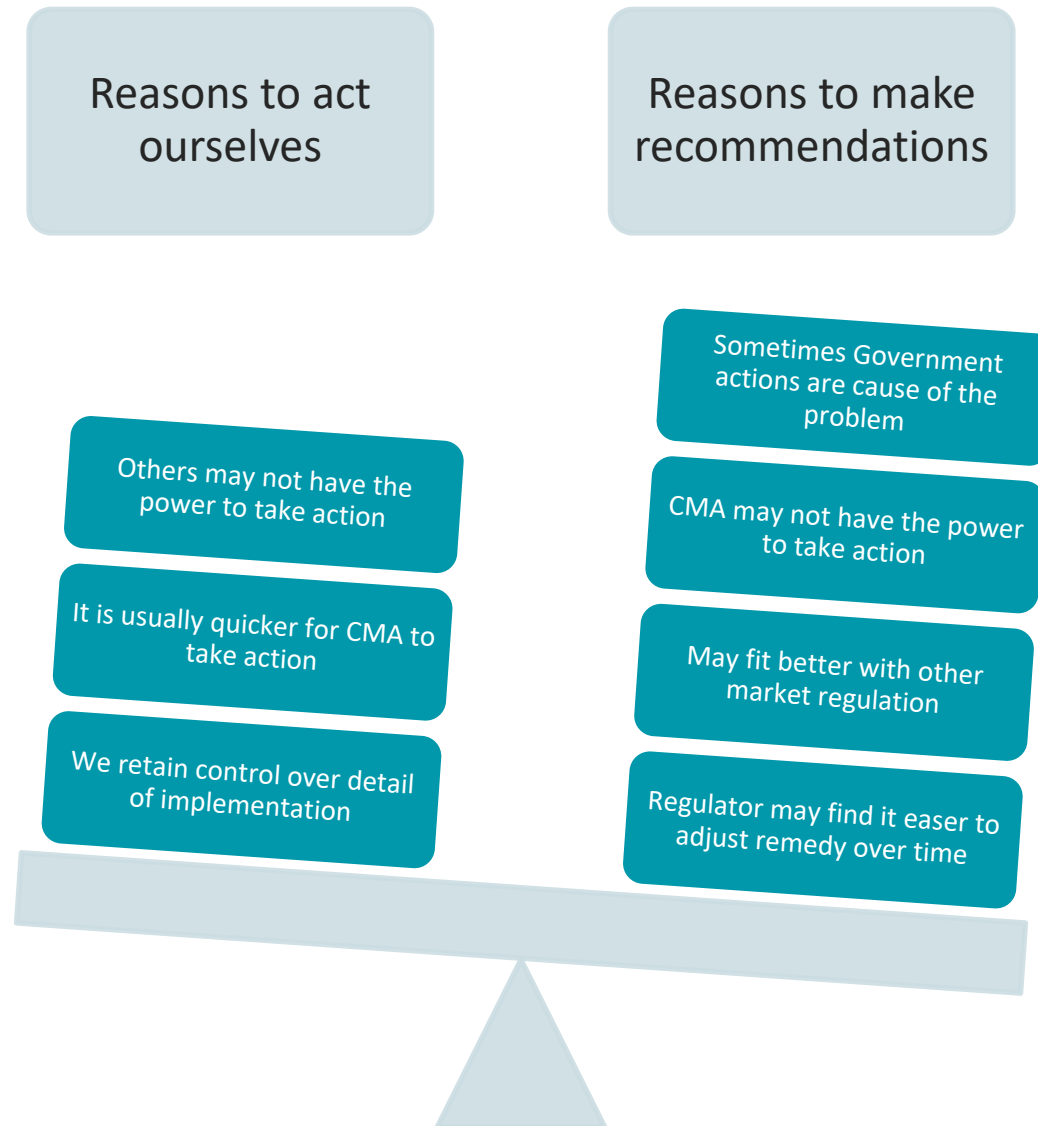 Reasons to act
ourselves
Reasons to make
recommendations
Others may not have the
power to take action
It is usually quicker for CMA to
take action
We retain control over detail
of implementation
Sometimes Government
actions are cause of the
problem
CMA may not have the power
to take action
May fit better with other
market regulation
Regulator may find it easer to
adjust remedy over time